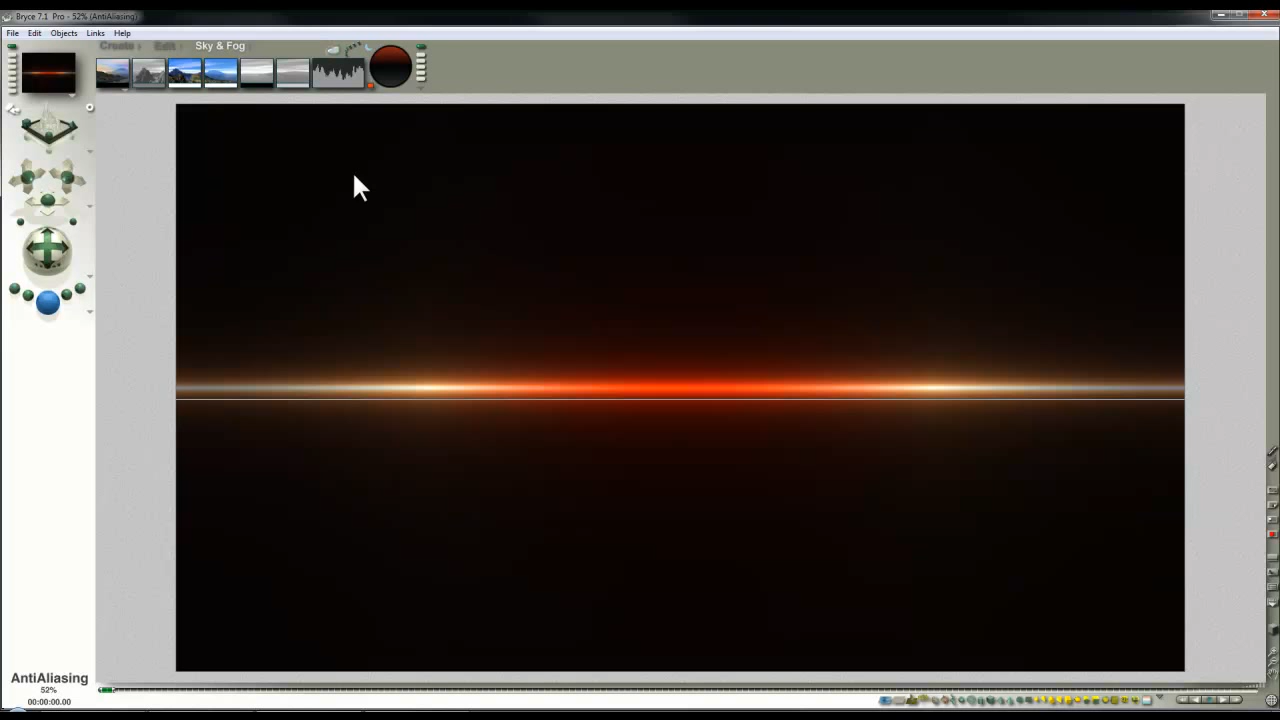 Bryce 7.1 Pro - 52% (AntiAliasing)
File Edit Objects Links Help
Create Edit Sky & Fog
AntiAliasing
52%
00:00:00.00